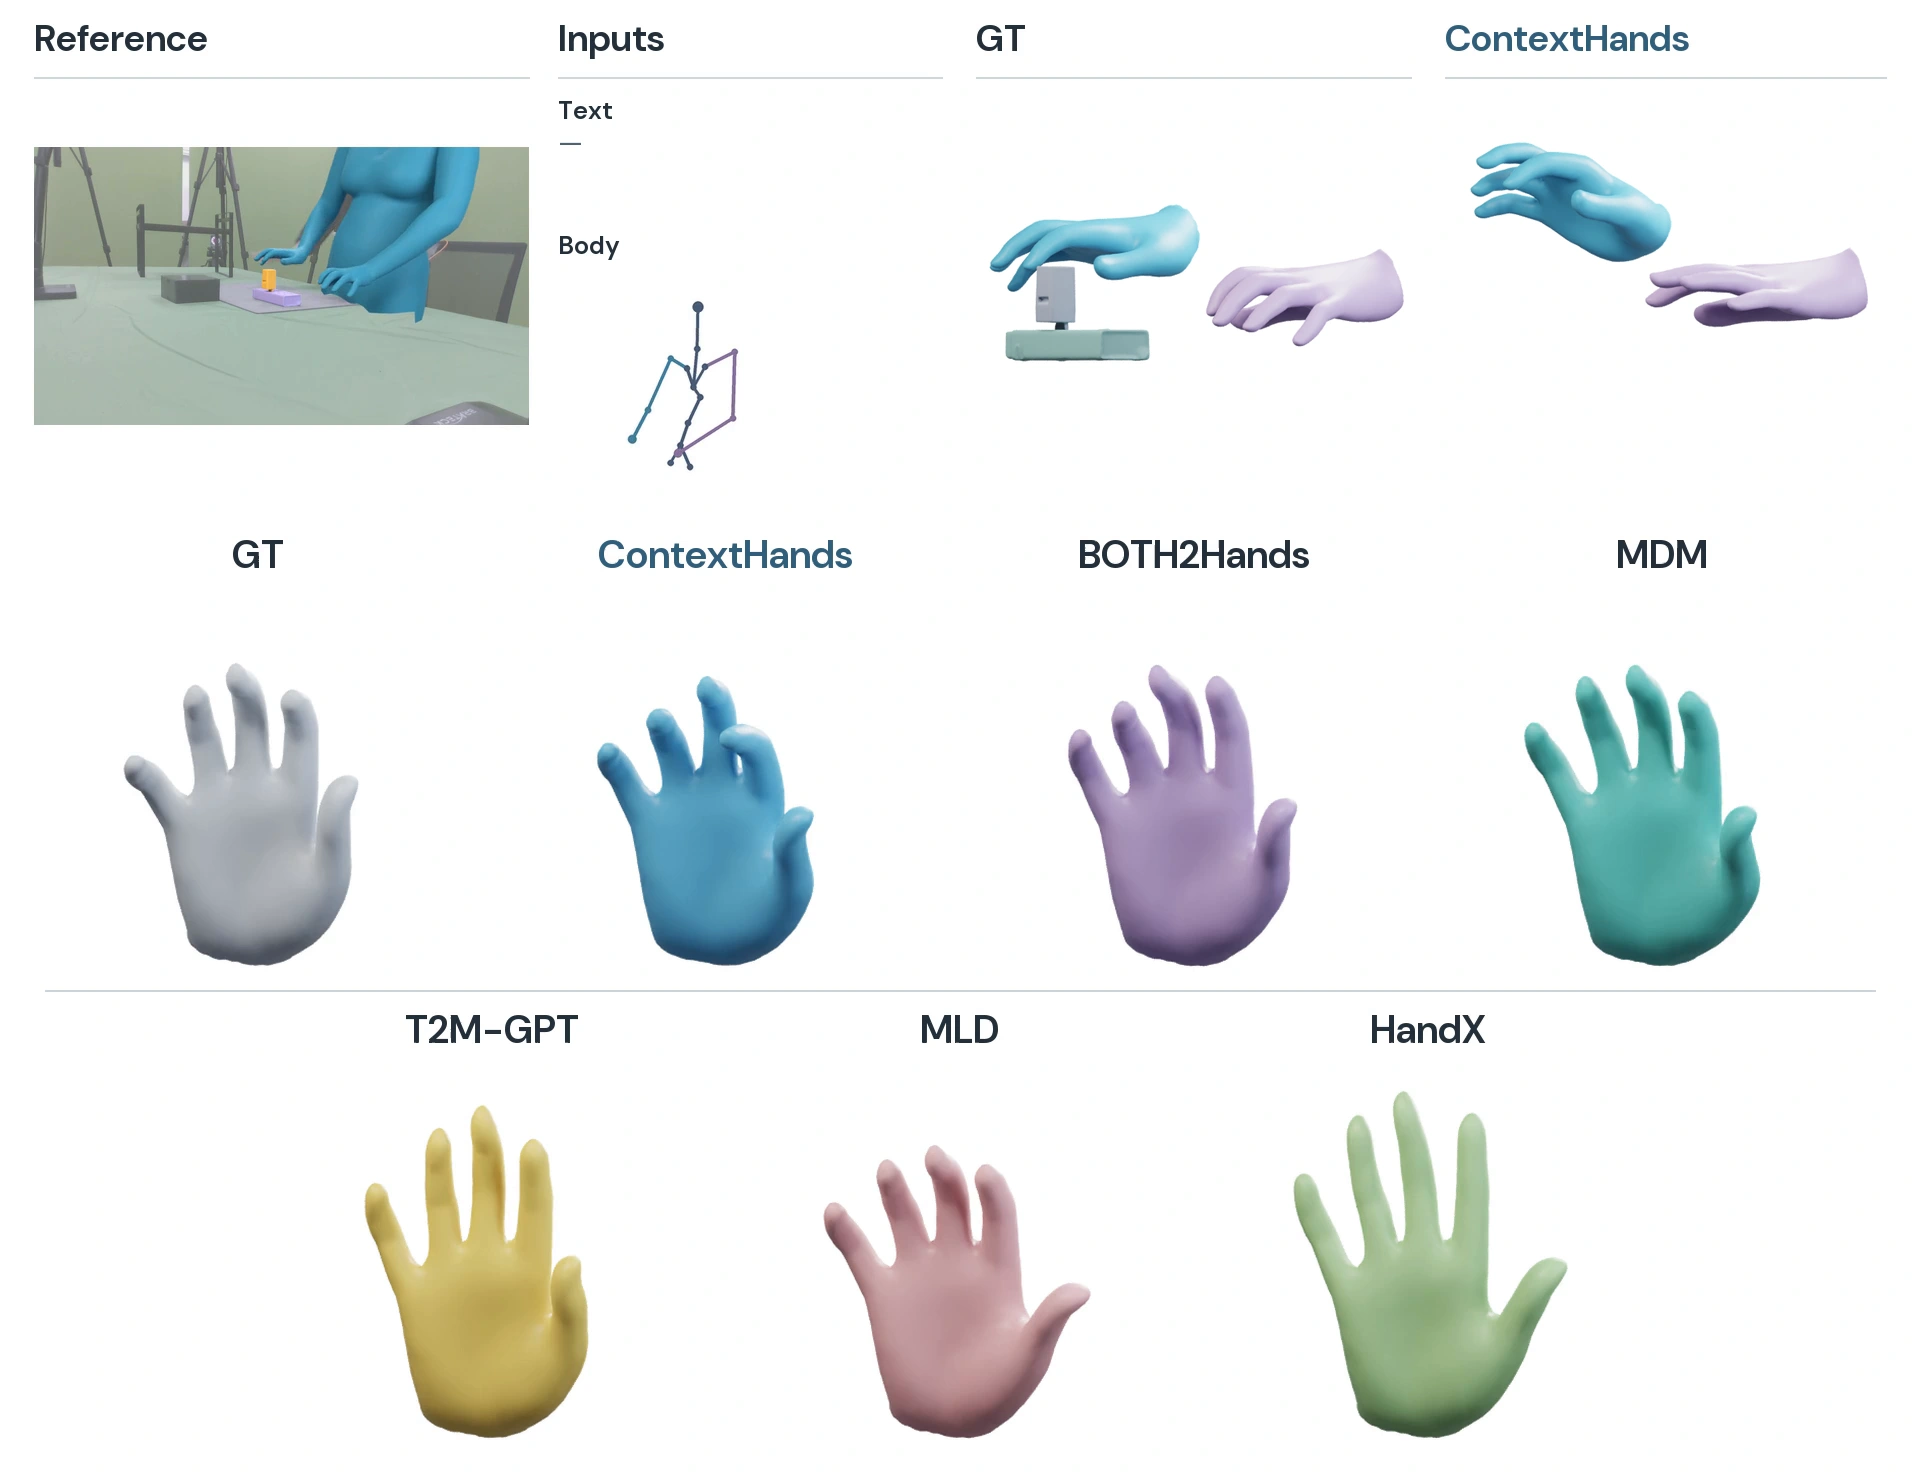 Reference
Inputs
GT
ContextHands
Text
—
Body
GT
ContextHands
BOTH2Hands
MDM
T2M-GPT
MLD
HandX